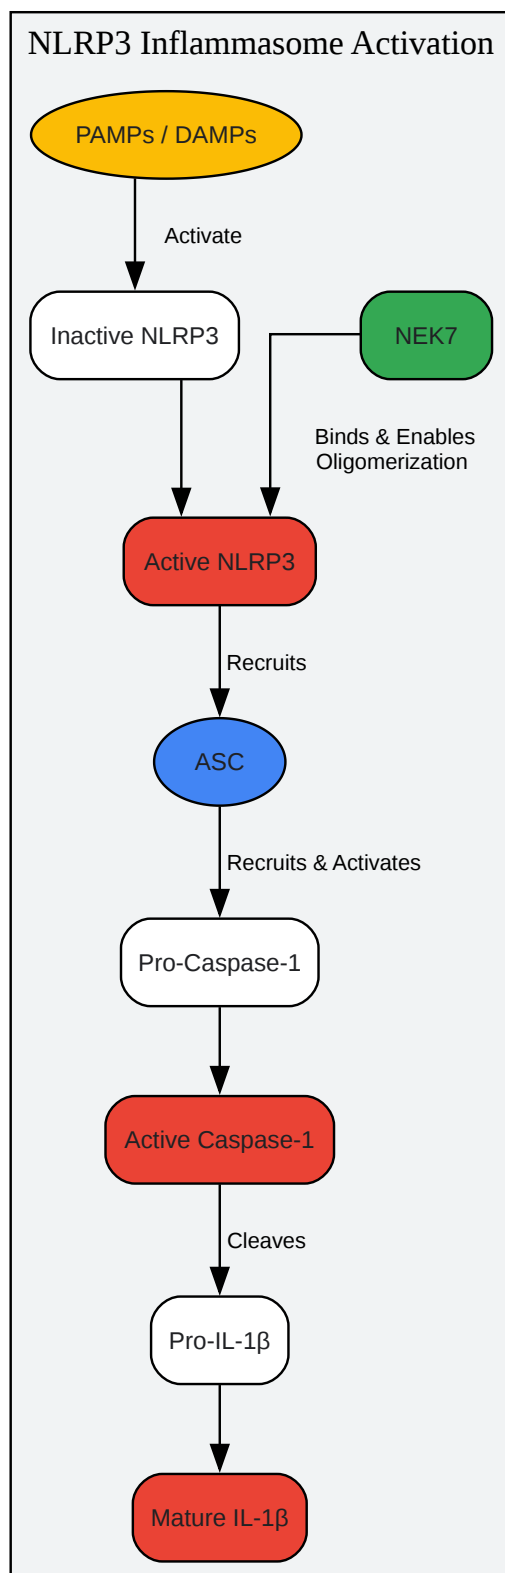 NLRP3 Inflammasome Activation
PAMPs / DAMPs
Activate
Inactive NLRP3
NEK7
Binds & Enables
Oligomerization
Active NLRP3
Recruits
ASC
Recruits & Activates
Pro-Caspase-1
Active Caspase-1
Cleaves
Pro-IL-1β
Mature IL-1β